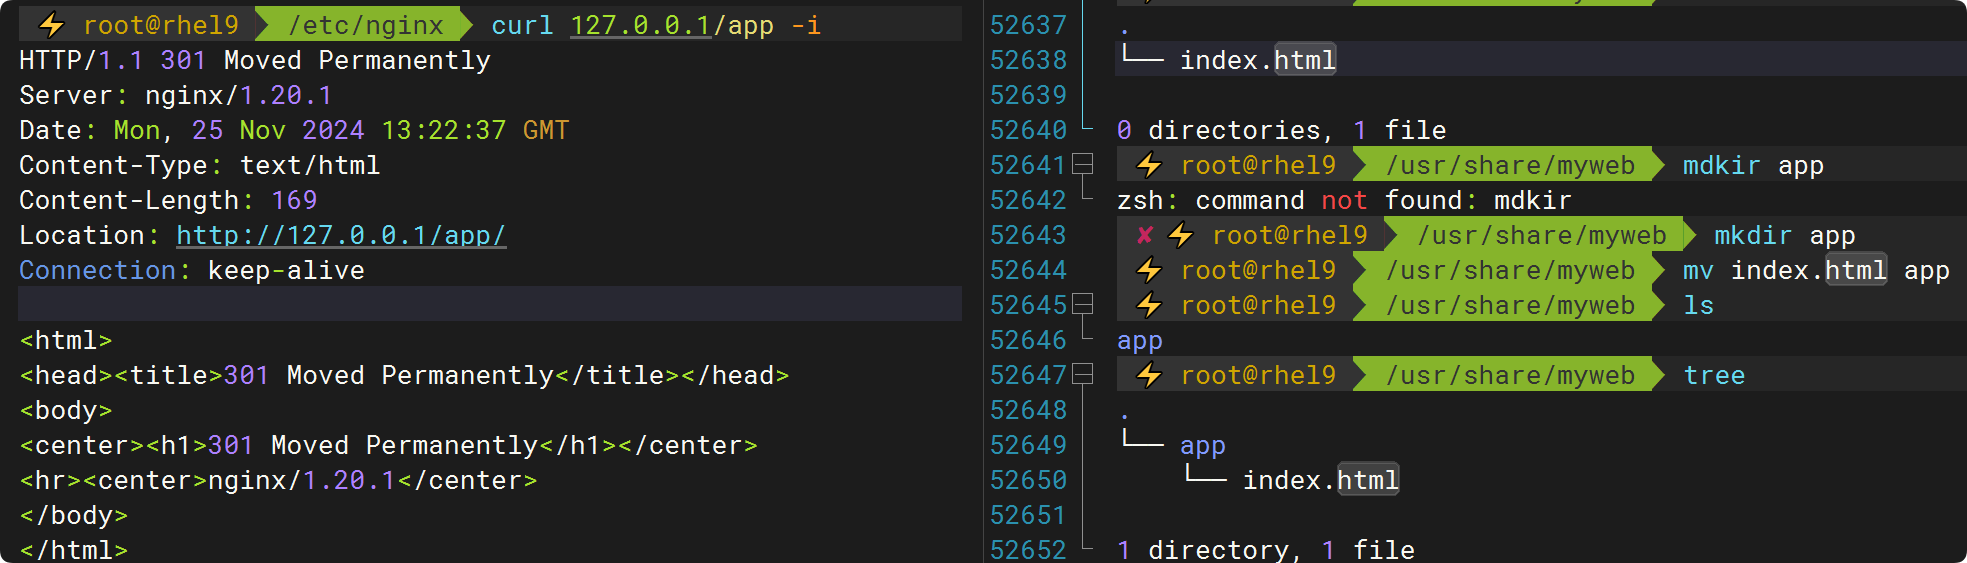 ⚡ root@rhel9 /etc/nginx curl 127.0.0.1/app -i
HTTP/1.1 301 Moved Permanently
Server: nginx/1.20.1
Date: Mon, 25 Nov 2024 13:22:37 GMT
Content-Type: text/html
Content-Length: 169
Location: http://127.0.0.1/app/
Connection: keep-alive
<html>
<head><title>301 Moved Permanently</title></head>
<body>
<center><h1>301 Moved Permanently</h1></center>
<hr><center>nginx/1.20.1</center>
</body>
</html>
52637 .
52638 └── index.html
52639
52640 0 directories, 1 file
52641 ⚡ root@rhel9 /usr/share/myweb mdkir app
52642 zsh: command not found: mdkir
52643 ✘ ⚡ root@rhel9 /usr/share/myweb mkdir app
52644 ⚡ root@rhel9 /usr/share/myweb mv index.html app
52645 ⚡ root@rhel9 /usr/share/myweb ls
52646 app
52647 ⚡ root@rhel9 /usr/share/myweb tree
52648 .
52649 └── app
52650     └── index.html
52651
52652 1 directory, 1 file